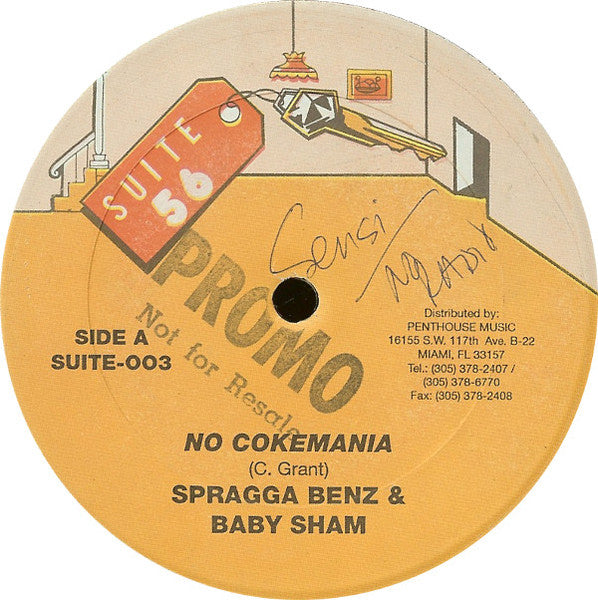 SUITE
56
Sensi
PROMO
Not for Resale
SIDE A
SUITE-003
Distributed by:
PENTHOUSE MUSIC
16155 S.W. 117th Ave. B-22
MIAMI, FL 33157
Tel.: (305) 378-2407 /
(305) 378-6770
Fax: (305) 378-2408
NO COKEMANIA
(C. Grant)
SPRAGGA BENZ &
BABY SHAM